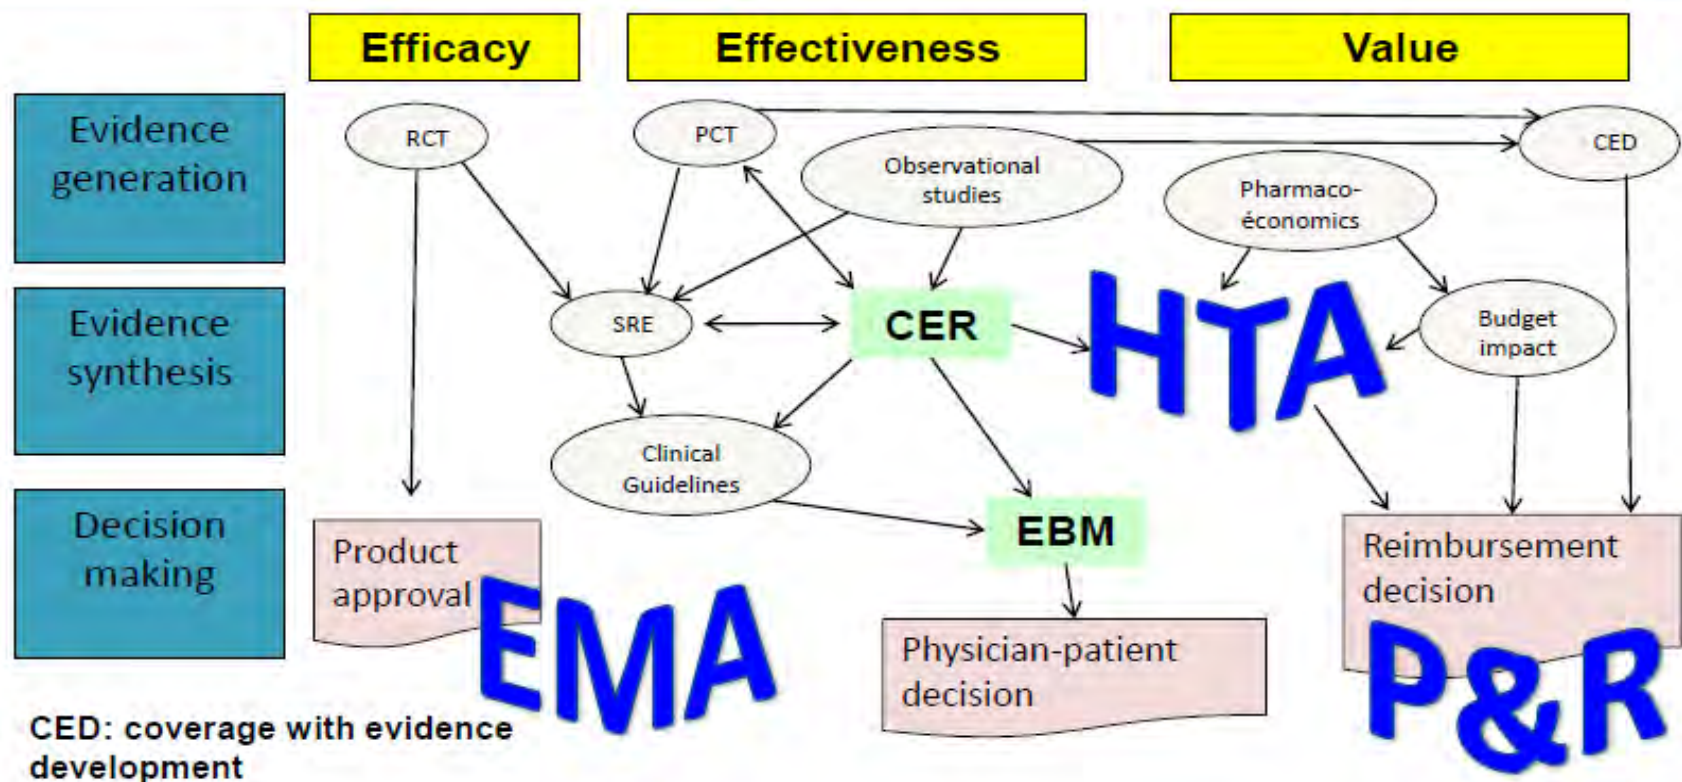 Efficacy
Effectiveness
Value
Evidence
generation
RCT
PCT
Observational
studies
Pharmaco-
économics
CED
Evidence
synthesis
SRE
CER
HTA
Budget
impact
Clinical
Guidelines
Decision
making
Product
approval
EMA
EBM
Physician-patient
decision
Reimbursement
decision
P&R
CED: coverage with evidence
development